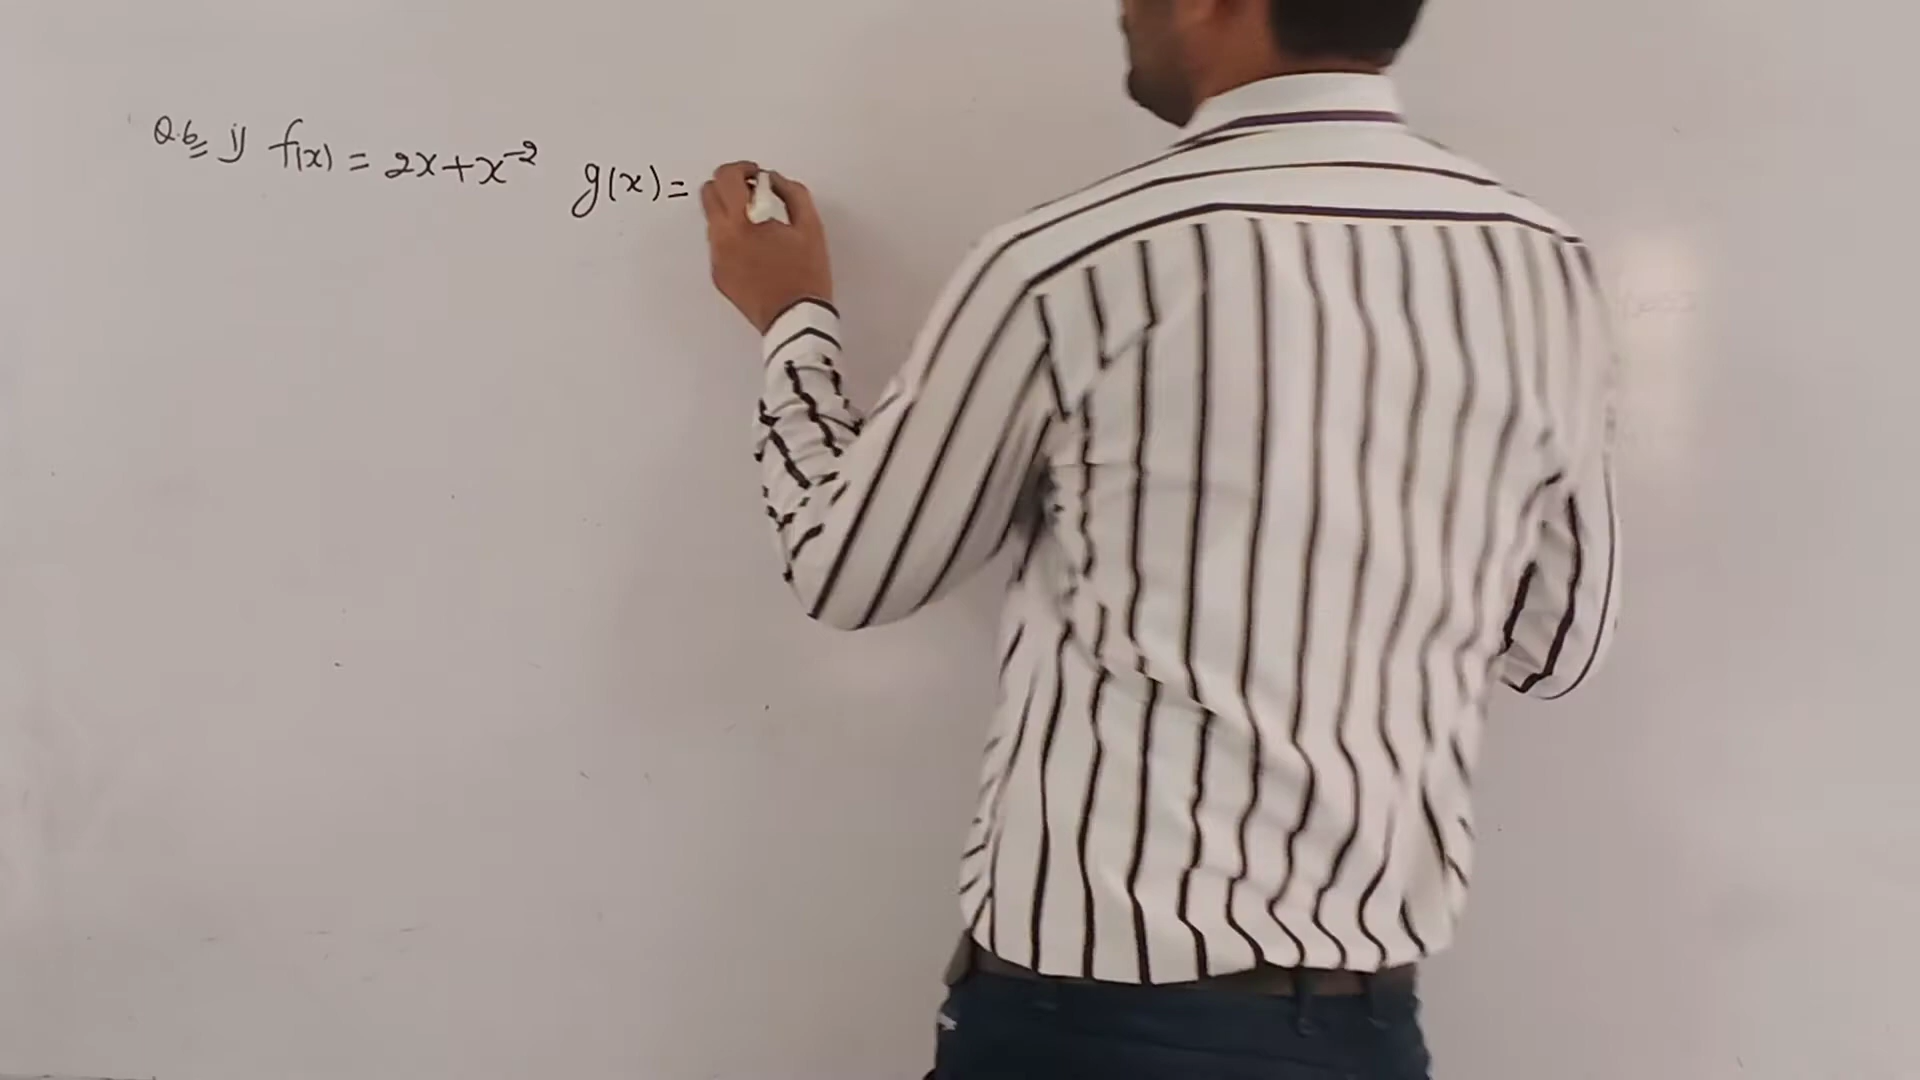 Q.6 i) f(x) = 2x+x⁻² g(x)=